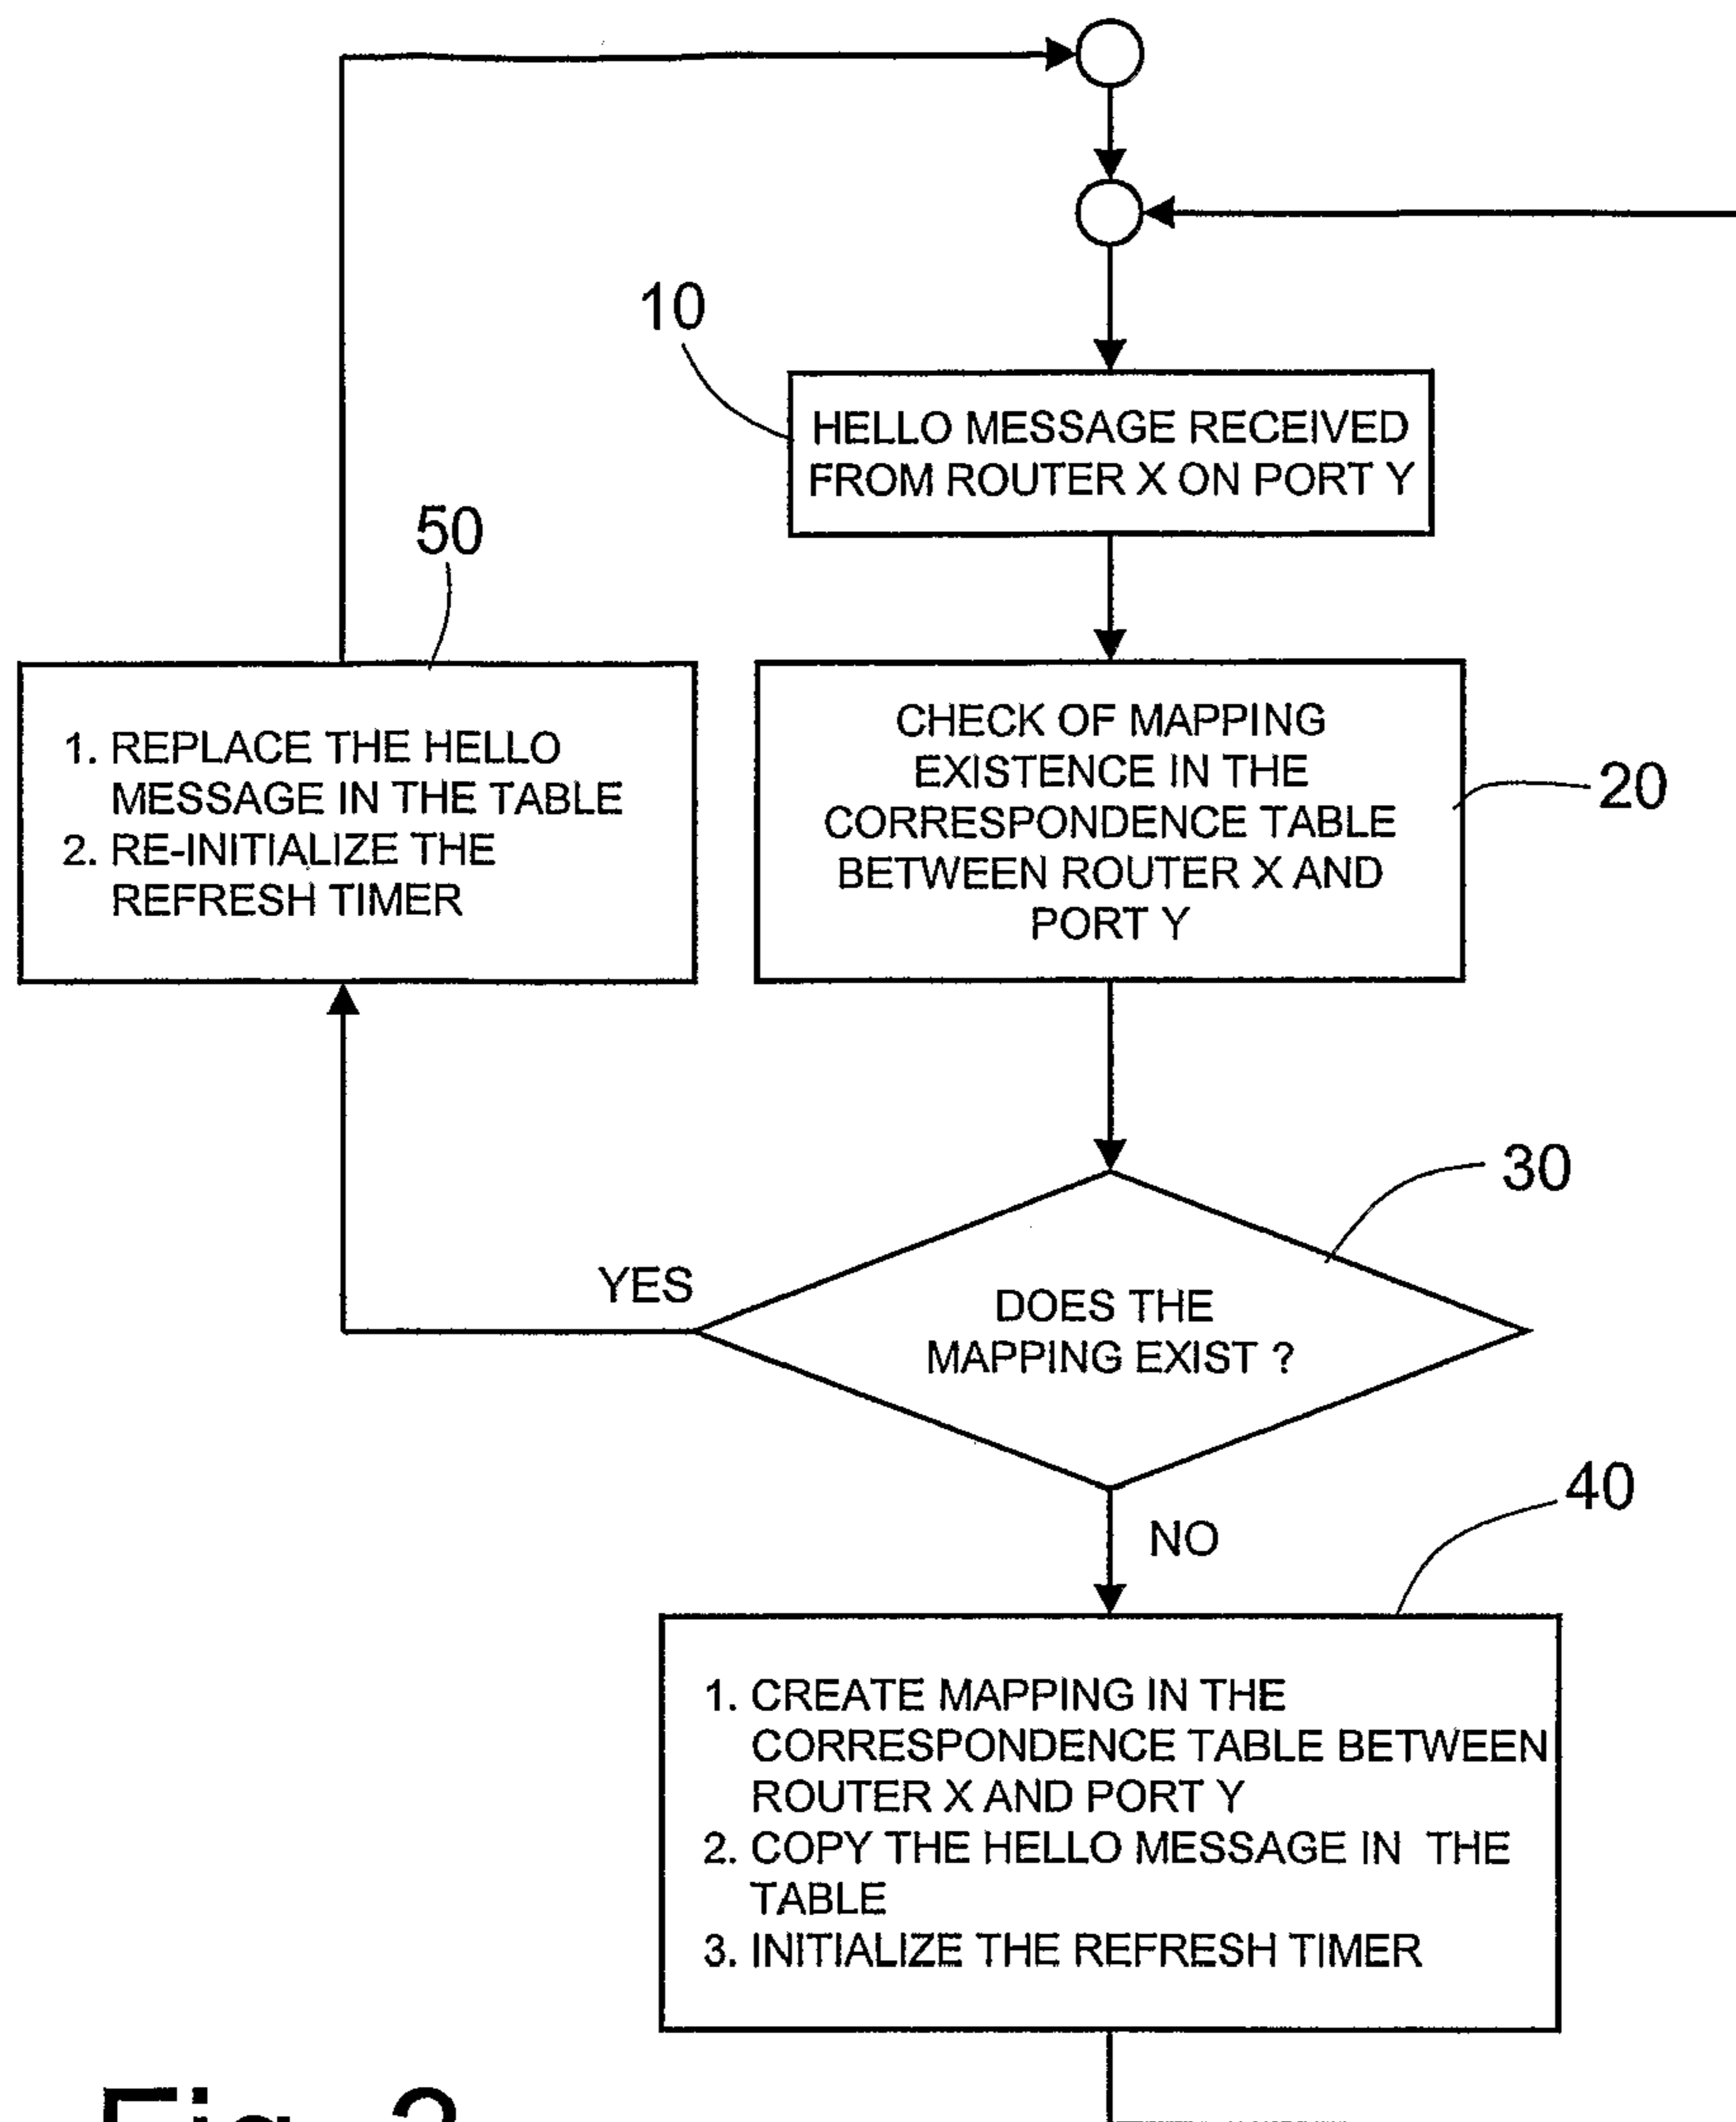 10
HELLO MESSAGE RECEIVED
FROM ROUTER X ON PORT Y
50
1. REPLACE THE HELLO
MESSAGE IN THE TABLE
2. RE-INITIALIZE THE
REFRESH TIMER
CHECK OF MAPPING
EXISTENCE IN THE
CORRESPONDENCE TABLE
BETWEEN ROUTER X AND
PORT Y
20
30
YES
DOES THE
MAPPING EXIST ?
NO
40
1. CREATE MAPPING IN THE
CORRESPONDENCE TABLE BETWEEN
ROUTER X AND PORT Y
2. COPY THE HELLO MESSAGE IN THE
TABLE
3. INITIALIZE THE REFRESH TIMER